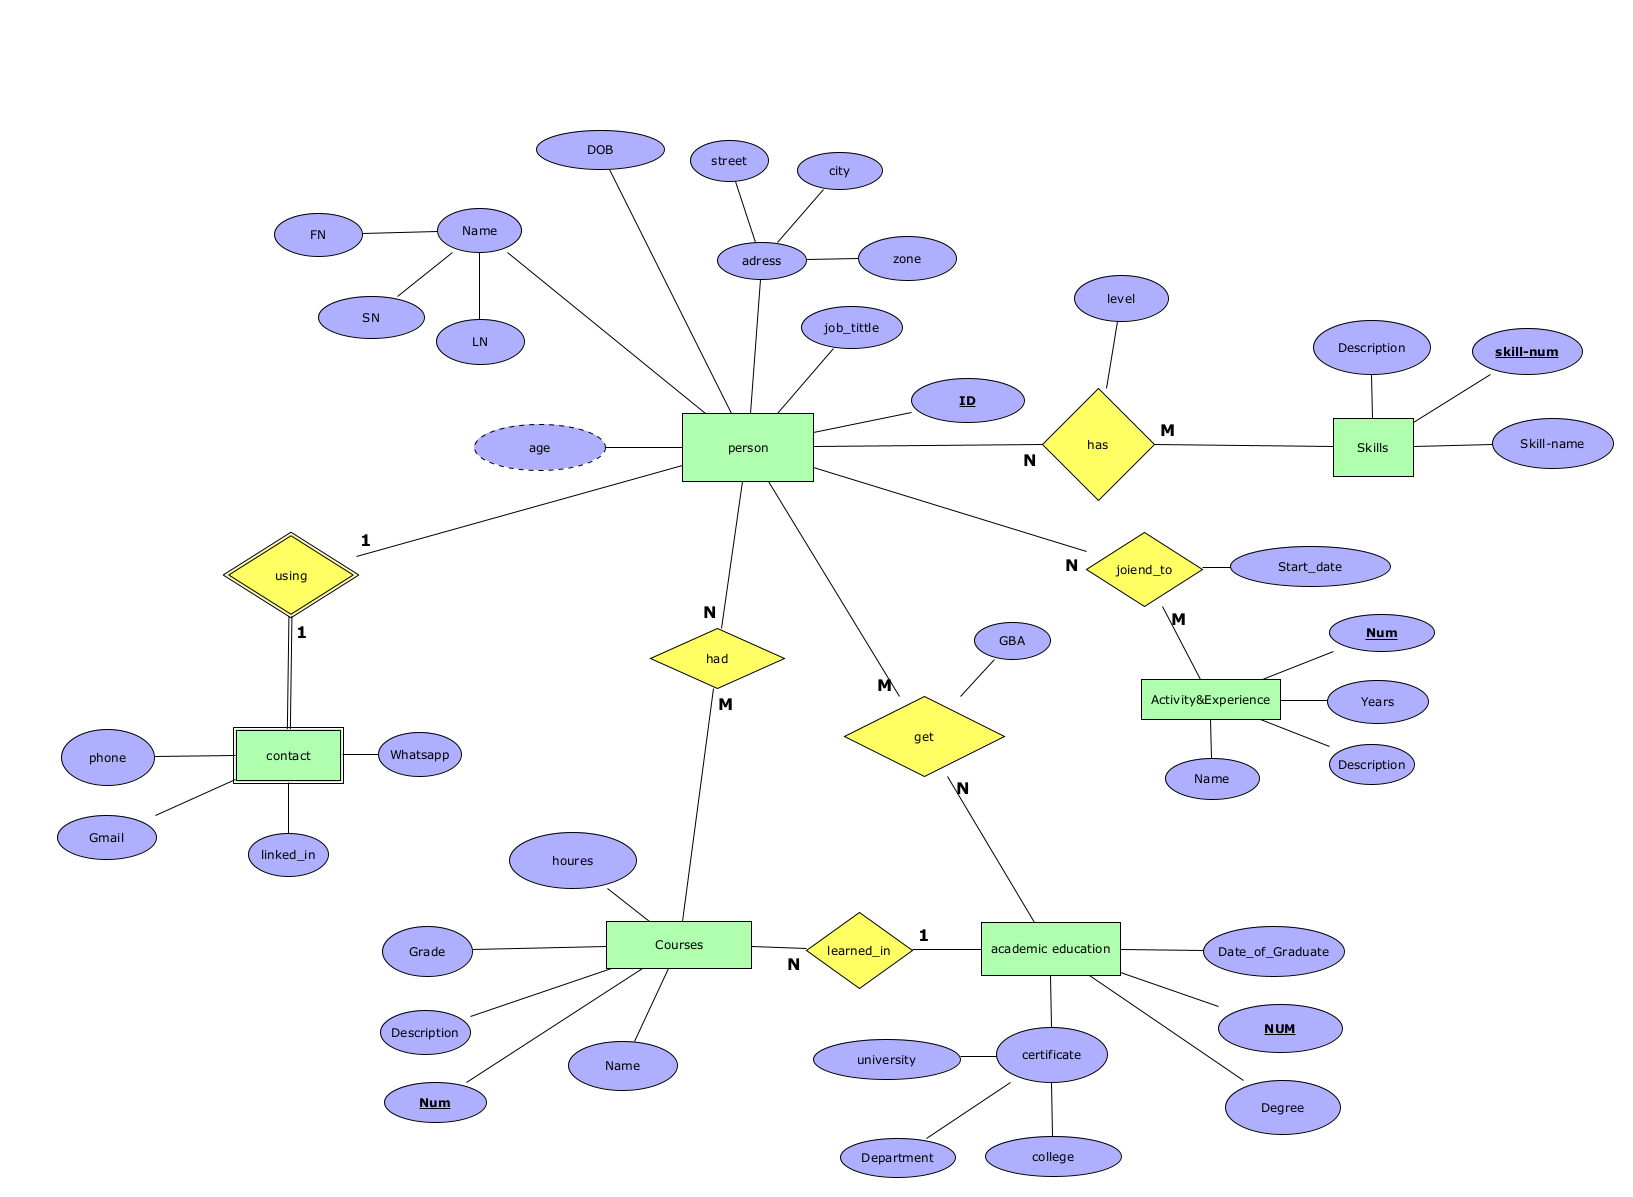 DOB
street
city
FN
Name
adress
zone
SN
LN
job_tittle
level
Description
skill-num
ID
age
person
N
has
M
Skills
Skill-name
1
using
1
N
joiend_to
Start_date
M
N
had
M
GBA
Num
M
get
N
Activity&Experience
Years
Name
Description
phone
contact
Whatsapp
Gmail
linked_in
houres
Grade
Courses
N
learned_in
1
academic education
Date_of_Graduate
Description
Num
Name
university
certificate
NUM
Degree
Department
college